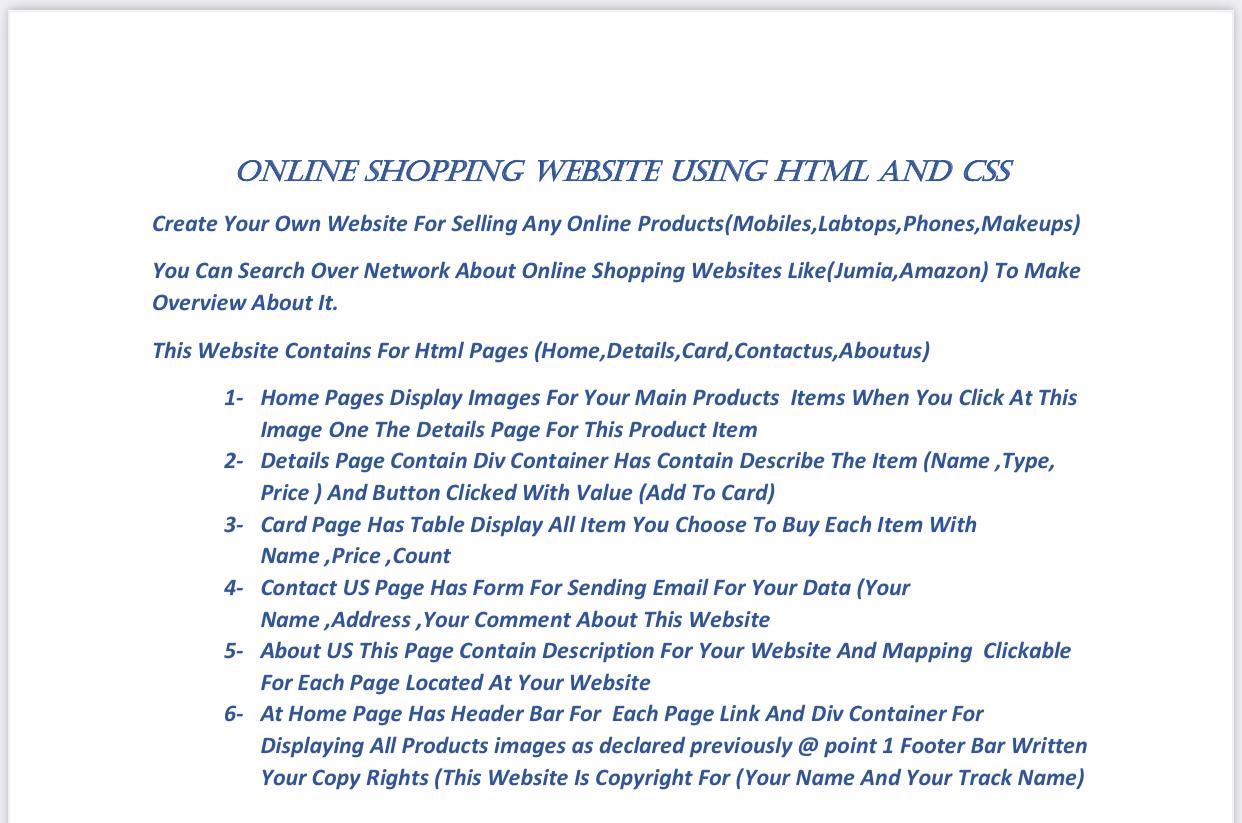 ONLINE SHOPPING WEBSITE USING HTML AND CSS
Create Your Own Website For Selling Any Online Products(Mobiles,Labtops,Phones,Makeups)
You Can Search Over Network About Online Shopping Websites Like(Jumia,Amazon) To Make
Overview About It.
This Website Contains For Html Pages (Home,Details,Card,Contactus,Aboutus)
1- Home Pages Display Images For Your Main Products  Items When You Click At This
Image One The Details Page For This Product Item
2- Details Page Contain Div Container Has Contain Describe The Item (Name ,Type,
Price ) And Button Clicked With Value (Add To Card)
3- Card Page Has Table Display All Item You Choose To Buy Each Item With
Name ,Price ,Count
4- Contact US Page Has Form For Sending Email For Your Data (Your
Name ,Address ,Your Comment About This Website
5- About US This Page Contain Description For Your Website And Mapping  Clickable
For Each Page Located At Your Website
6- At Home Page Has Header Bar For  Each Page Link And Div Container For
Displaying All Products images as declared previously @ point 1 Footer Bar Written
Your Copy Rights (This Website Is Copyright For (Your Name And Your Track Name)